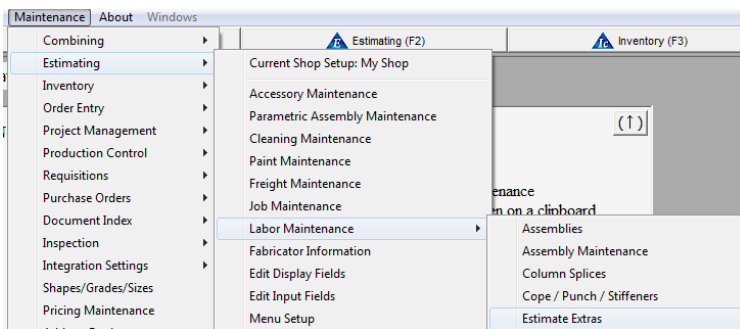 Maintenance About Windows
Combining
Estimating (F2)
Inventory (F3)
Estimating
Current Shop Setup: My Shop
Inventory
Accessory Maintenance
Order Entry
Parametric Assembly Maintenance
Project Management
Cleaning Maintenance
(↑)
Production Control
Paint Maintenance
Requisitions
Freight Maintenance
enance
Purchase Orders
Job Maintenance
en on a clipboard
Document Index
Labor Maintenance
Assemblies
Inspection
Fabricator Information
Assembly Maintenance
Integration Settings
Edit Display Fields
Column Splices
Shapes/Grades/Sizes
Edit Input Fields
Cope / Punch / Stiffeners
Pricing Maintenance
Menu Setup
Estimate Extras